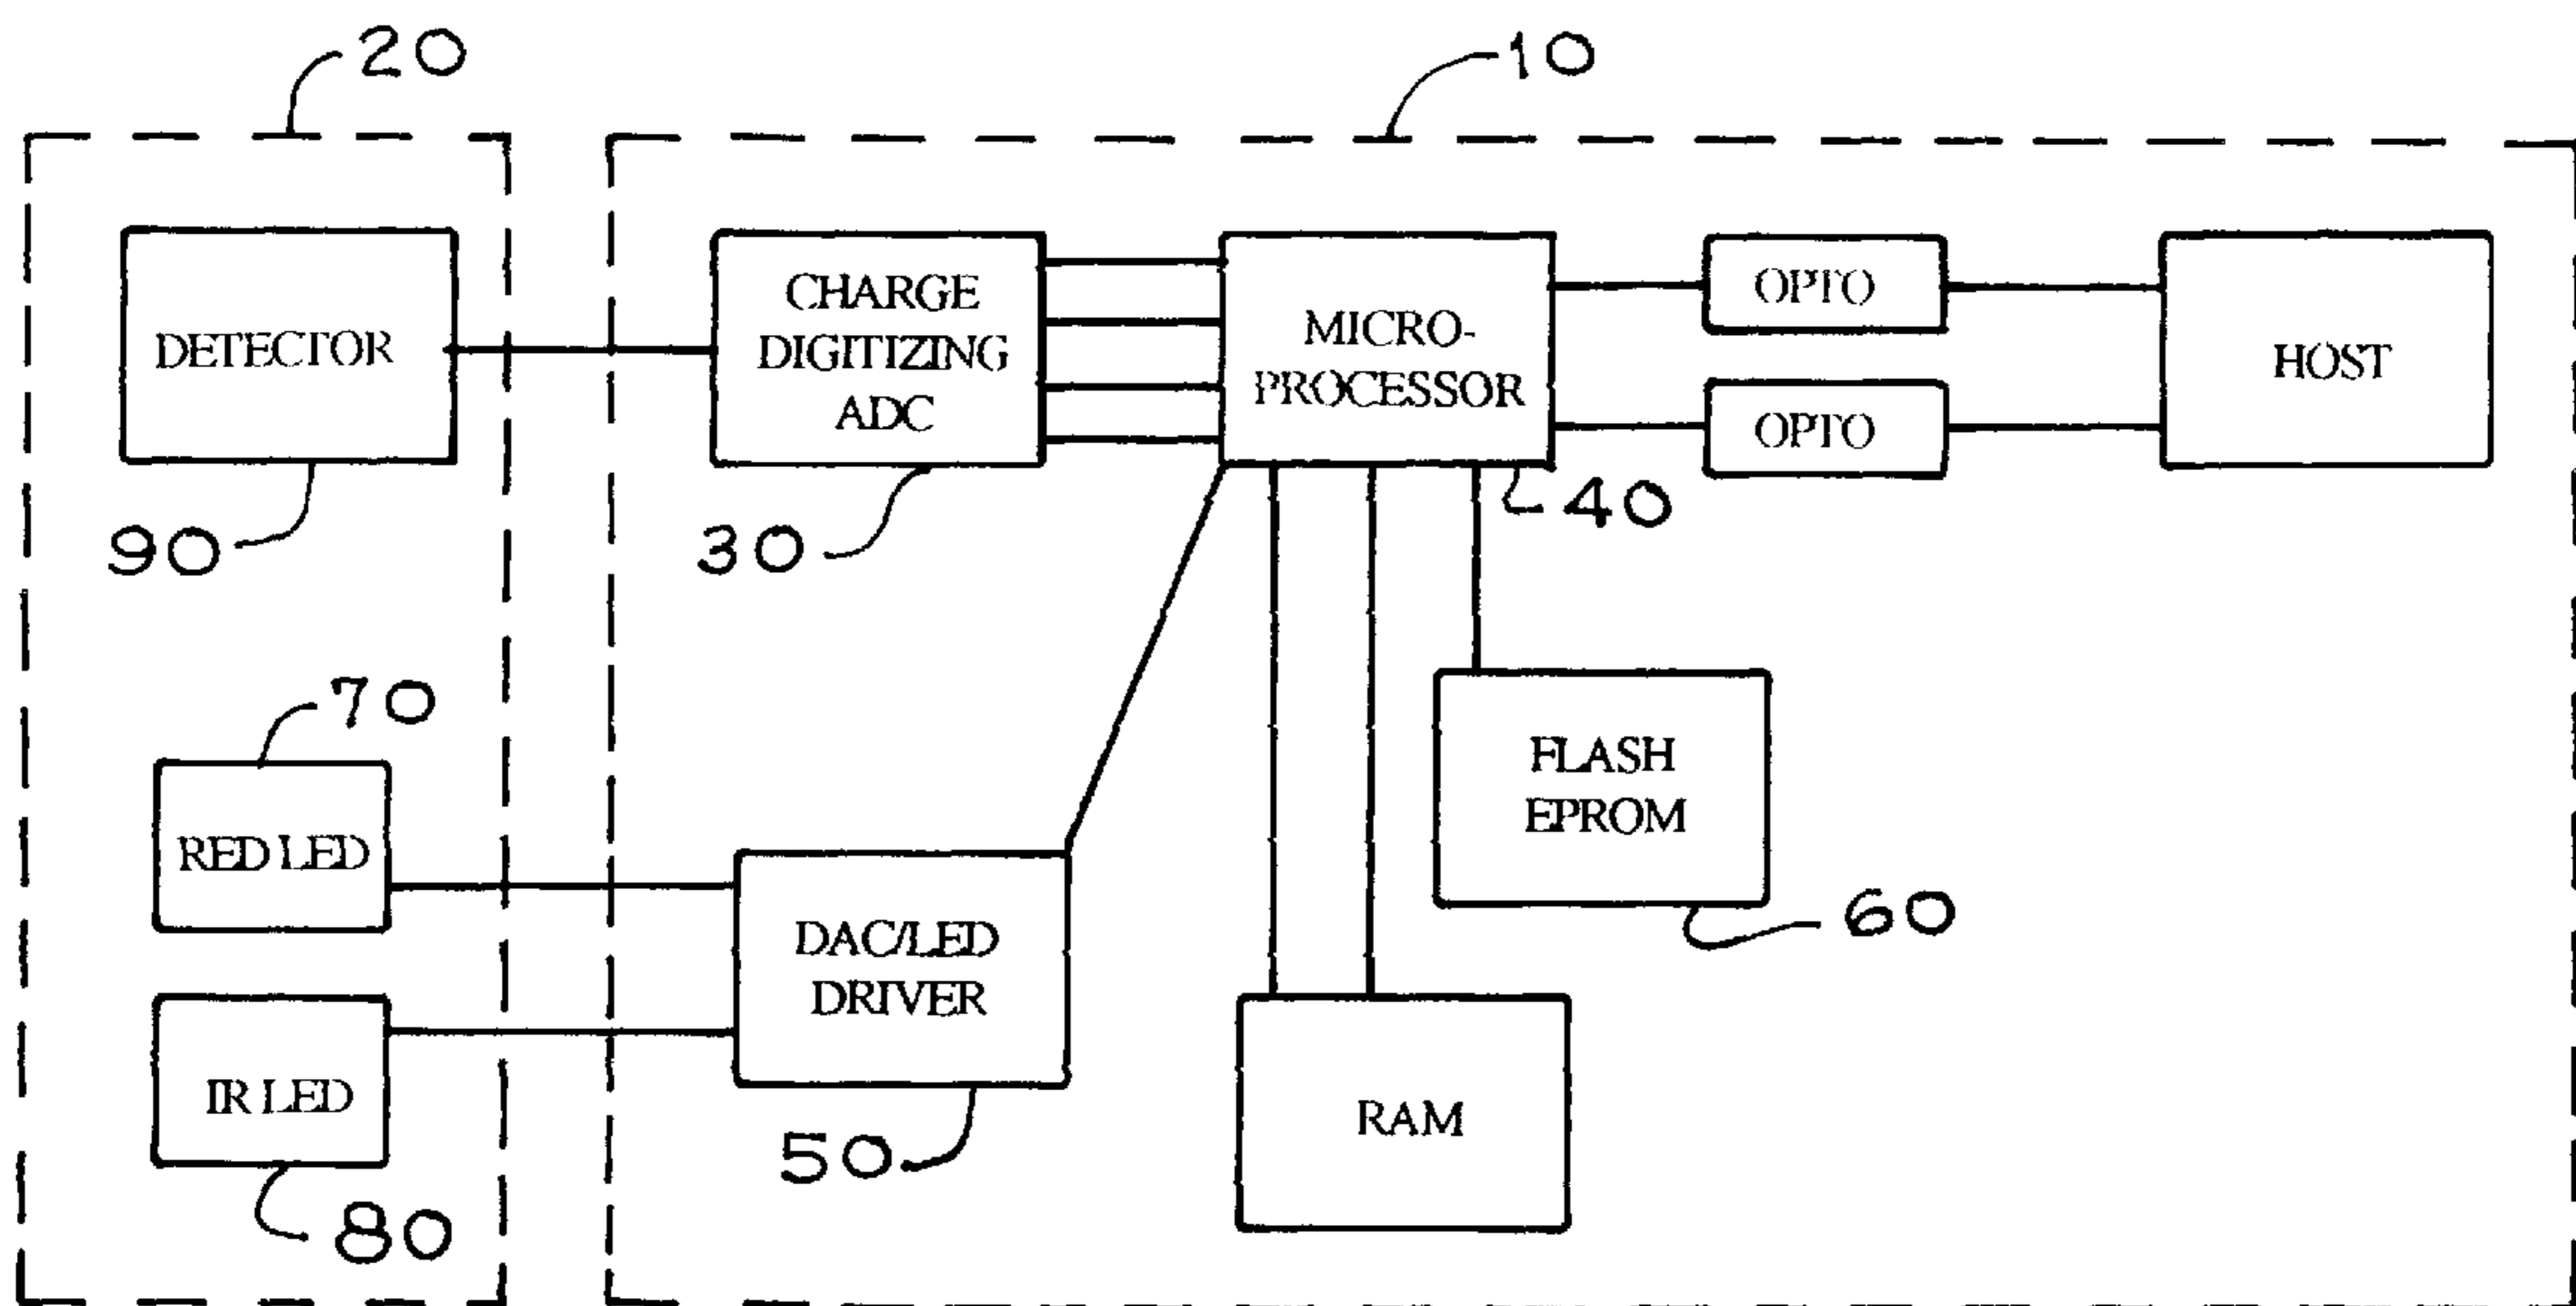 20
10
DETECTOR
CHARGE
DIGITIZING
ADC
MICRO-
PROCESSOR
OPTO
OPTO
HOST
90
30
40
70
RED LED
FLASH
EPROM
60
DAC/LED
DRIVER
IR LED
50
80
RAM